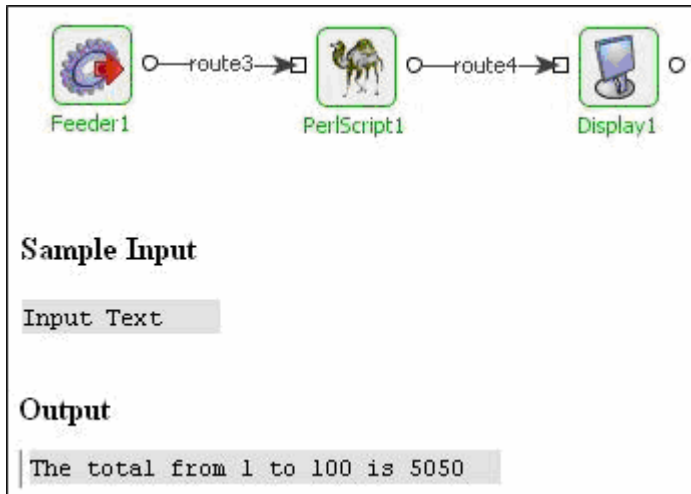 route3 route4
Feeder1 PerlScript1 Display1
Sample Input
Input Text
Output
The total from 1 to 100 is 5050